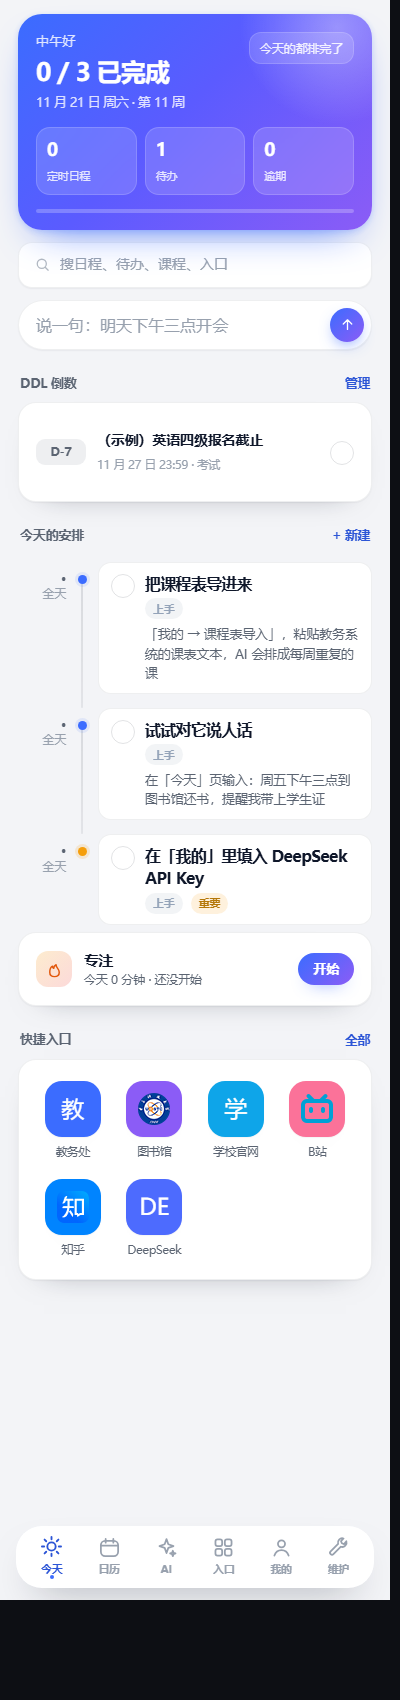 中午好
今天的都排完了
0 / 3 已完成
11 月 21 日 周六 · 第 11 周
0
定时日程
1
待办
0
逾期
搜日程、待办、课程、入口
说一句：明天下午三点开会
DDL 倒数
管理
D-7
（示例）英语四级报名截止
11 月 27 日 23:59 · 考试
今天的安排
+ 新建
全天
把课程表导进来
上手
「我的 → 课程表导入」，粘贴教务系
统的课表文本，AI 会排成每周重复的
课
全天
试试对它说人话
上手
在「今天」页输入：周五下午三点到
图书馆还书，提醒我带上学生证
全天
在「我的」里填入 DeepSeek
API Key
上手
重要
专注
今天 0 分钟 · 还没开始
开始
快捷入口
全部
教
教务处
图书馆
学
学校官网
B站
知
知乎
DE
DeepSeek
今天
日历
AI
入口
我的
维护